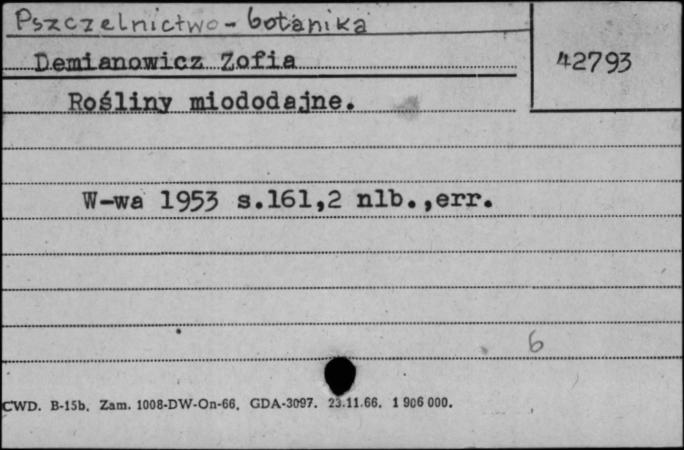 Pszczelnictwo - botanika
Demianowicz Zofia
42793
Rośliny miododajne.
W-wa 1953 s.161,2 nlb.,err.
6
CWD. B-15b. Zam. 1008-DW-On-66. GDA-3097. 23.11.66. 1 906 000.